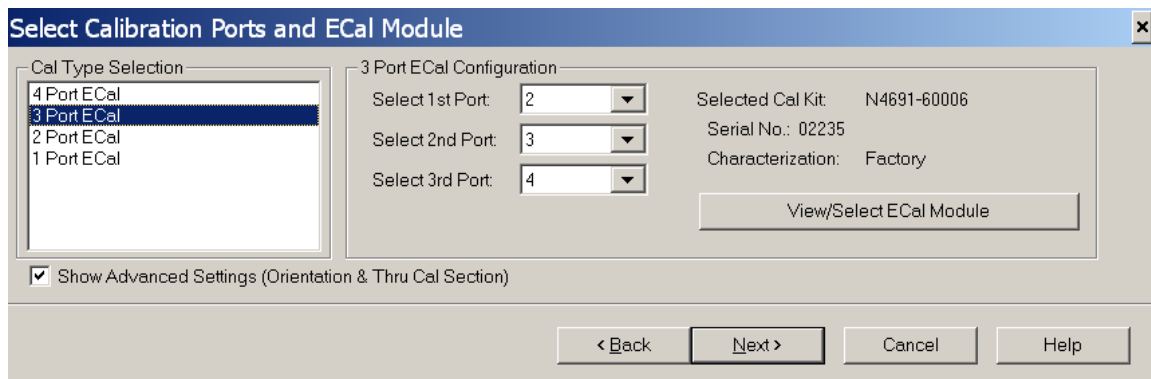 Select Calibration Ports and ECal Module
Cal Type Selection
4 Port ECal
3 Port ECal
2 Port ECal
1 Port ECal
3 Port ECal Configuration
Select 1st Port: 2
Select 2nd Port: 3
Select 3rd Port: 4
Selected Cal Kit: N4691-60006
Serial No.: 02235
Characterization: Factory
View/Select ECal Module
Show Advanced Settings (Orientation & Thru Cal Section)
< Back Next > Cancel Help